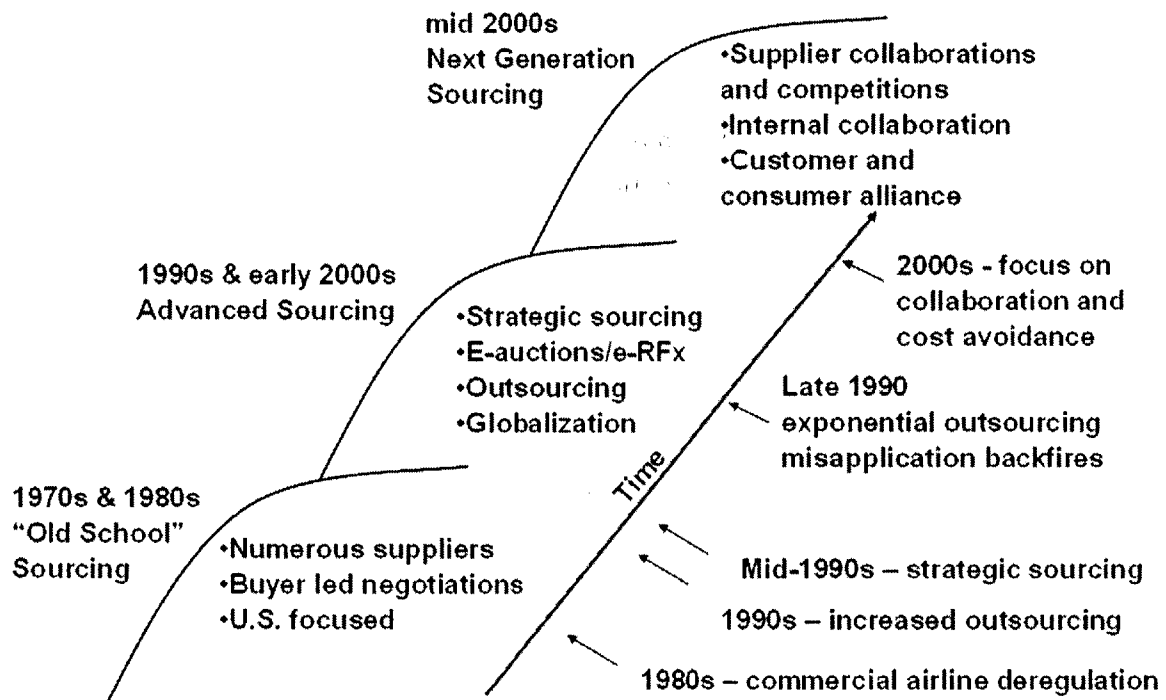 mid 2000s
Next Generation
Sourcing
•Supplier collaborations
and competitions
•Internal collaboration
•Customer and
consumer alliance
1990s & early 2000s
Advanced Sourcing
•Strategic sourcing
•E-auctions/e-RFx
•Outsourcing
•Globalization
2000s - focus on
collaboration and
cost avoidance
Late 1990
exponential outsourcing
misapplication backfires
Time
1970s & 1980s
“Old School”
Sourcing
•Numerous suppliers
•Buyer led negotiations
•U.S. focused
Mid-1990s – strategic sourcing
1990s – increased outsourcing
1980s – commercial airline deregulation